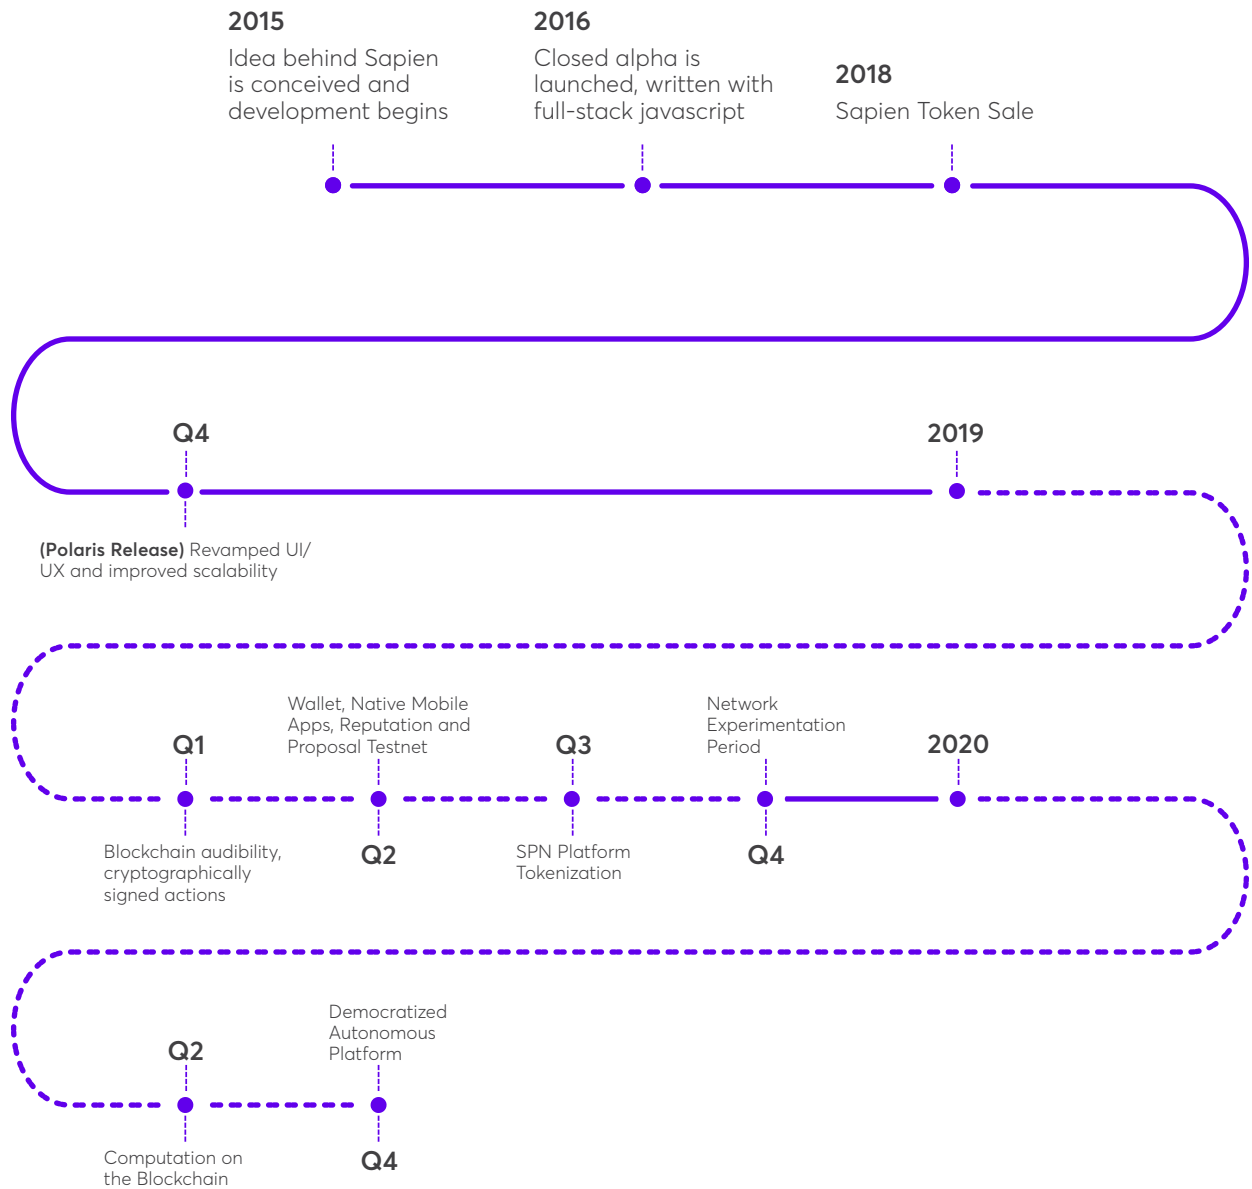 2015
Idea behind Sapien
is conceived and
development begins
2016
Closed alpha is
launched, written with
full-stack javascript
2018
Sapien Token Sale
Q4
(Polaris Release) Revamped UI/
UX and improved scalability
2019
Q1
Blockchain audibility,
cryptographically
signed actions
Wallet, Native Mobile
Apps, Reputation and
Proposal Testnet
Q2
Q3
SPN Platform
Tokenization
Network
Experimentation
Period
Q4
2020
Q2
Computation on
the Blockchain
Democratized
Autonomous
Platform
Q4